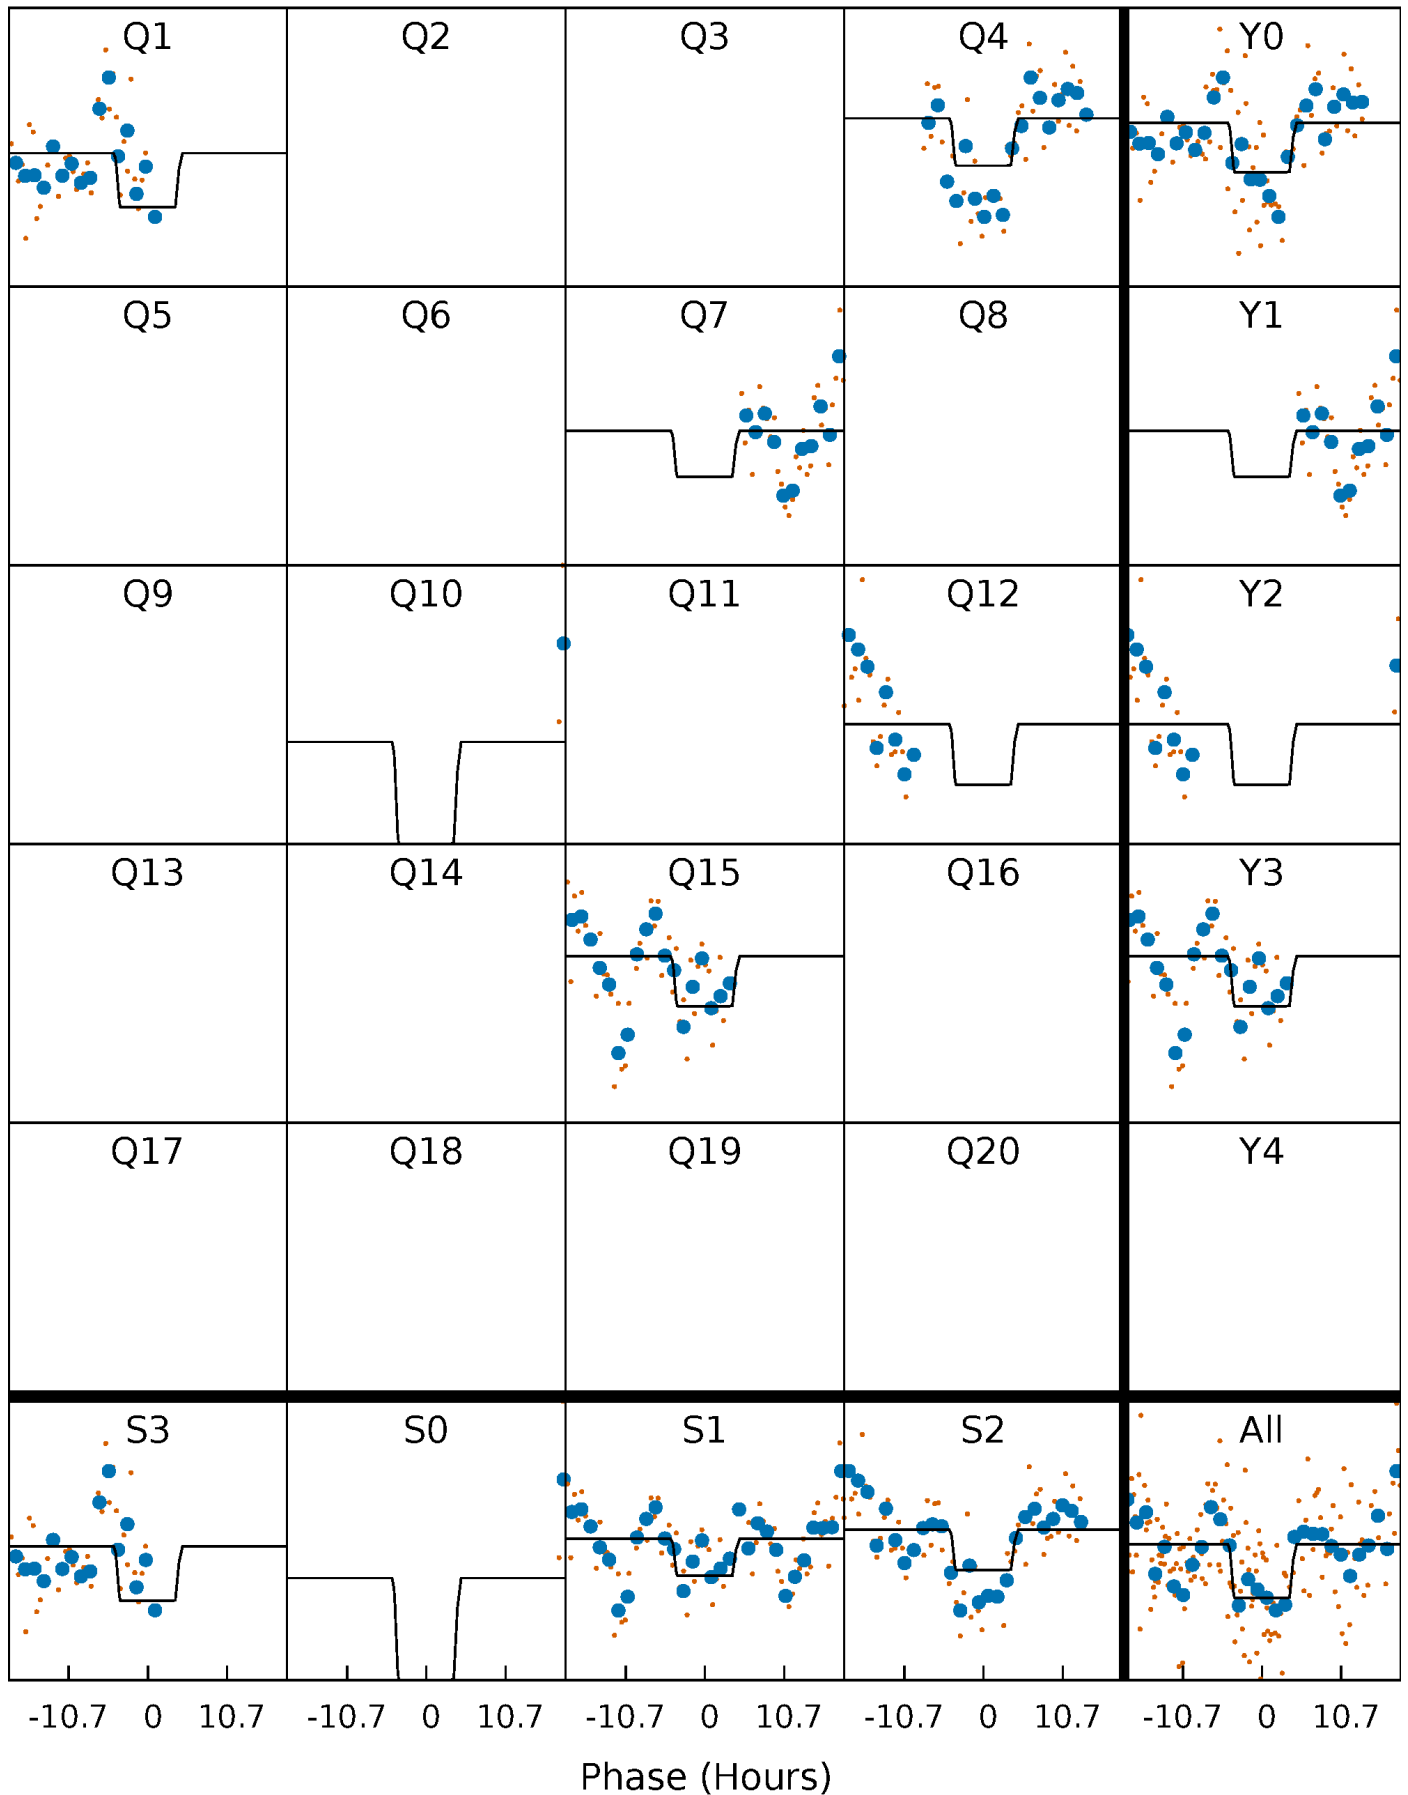 Q1 Q2 Q3 Q4 Y0
Q5 Q6 Q7 Q8 Y1
Q9 Q10 Q11 Q12 Y2
Q13 Q14 Q15 Q16 Y3
Q17 Q18 Q19 Q20 Y4
S3 S0 S1 S2 All
-10.7 0 10.7 -10.7 0 10.7 -10.7 0 10.7 -10.7 0 10.7 -10.7 0 10.7
Phase (Hours)